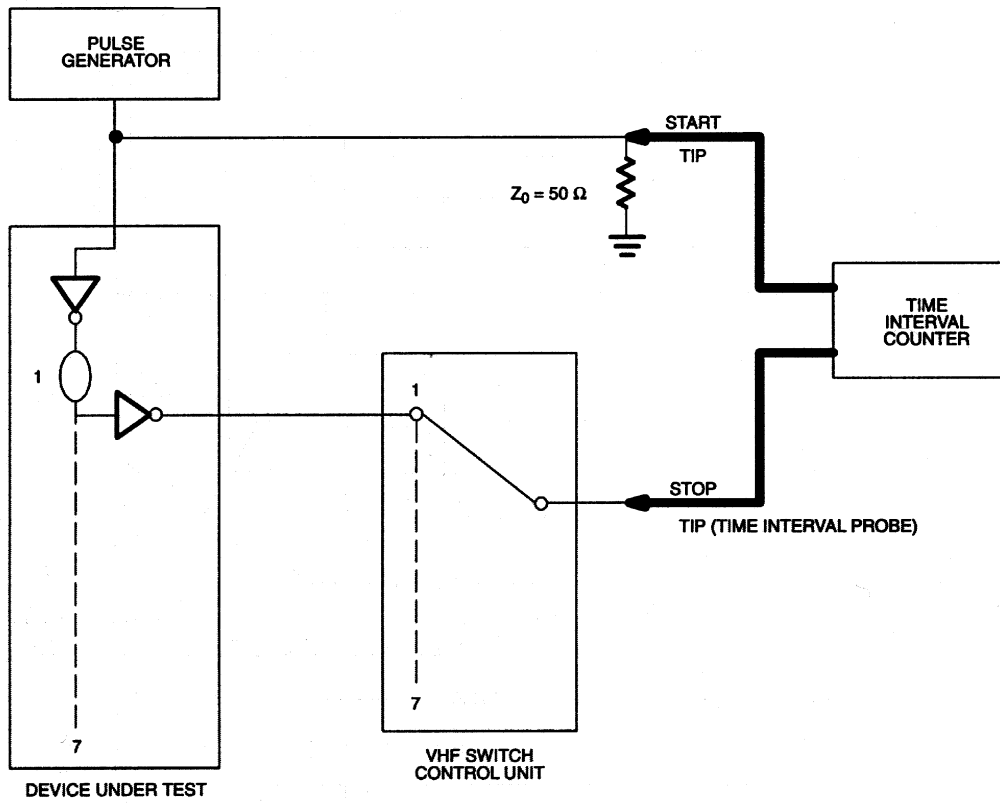 PULSE
GENERATOR
START
TIP
Z0 = 50 Ω
TIME
INTERVAL
COUNTER
1
1
STOP
TIP (TIME INTERVAL PROBE)
7
7
VHF SWITCH
CONTROL UNIT
DEVICE UNDER TEST